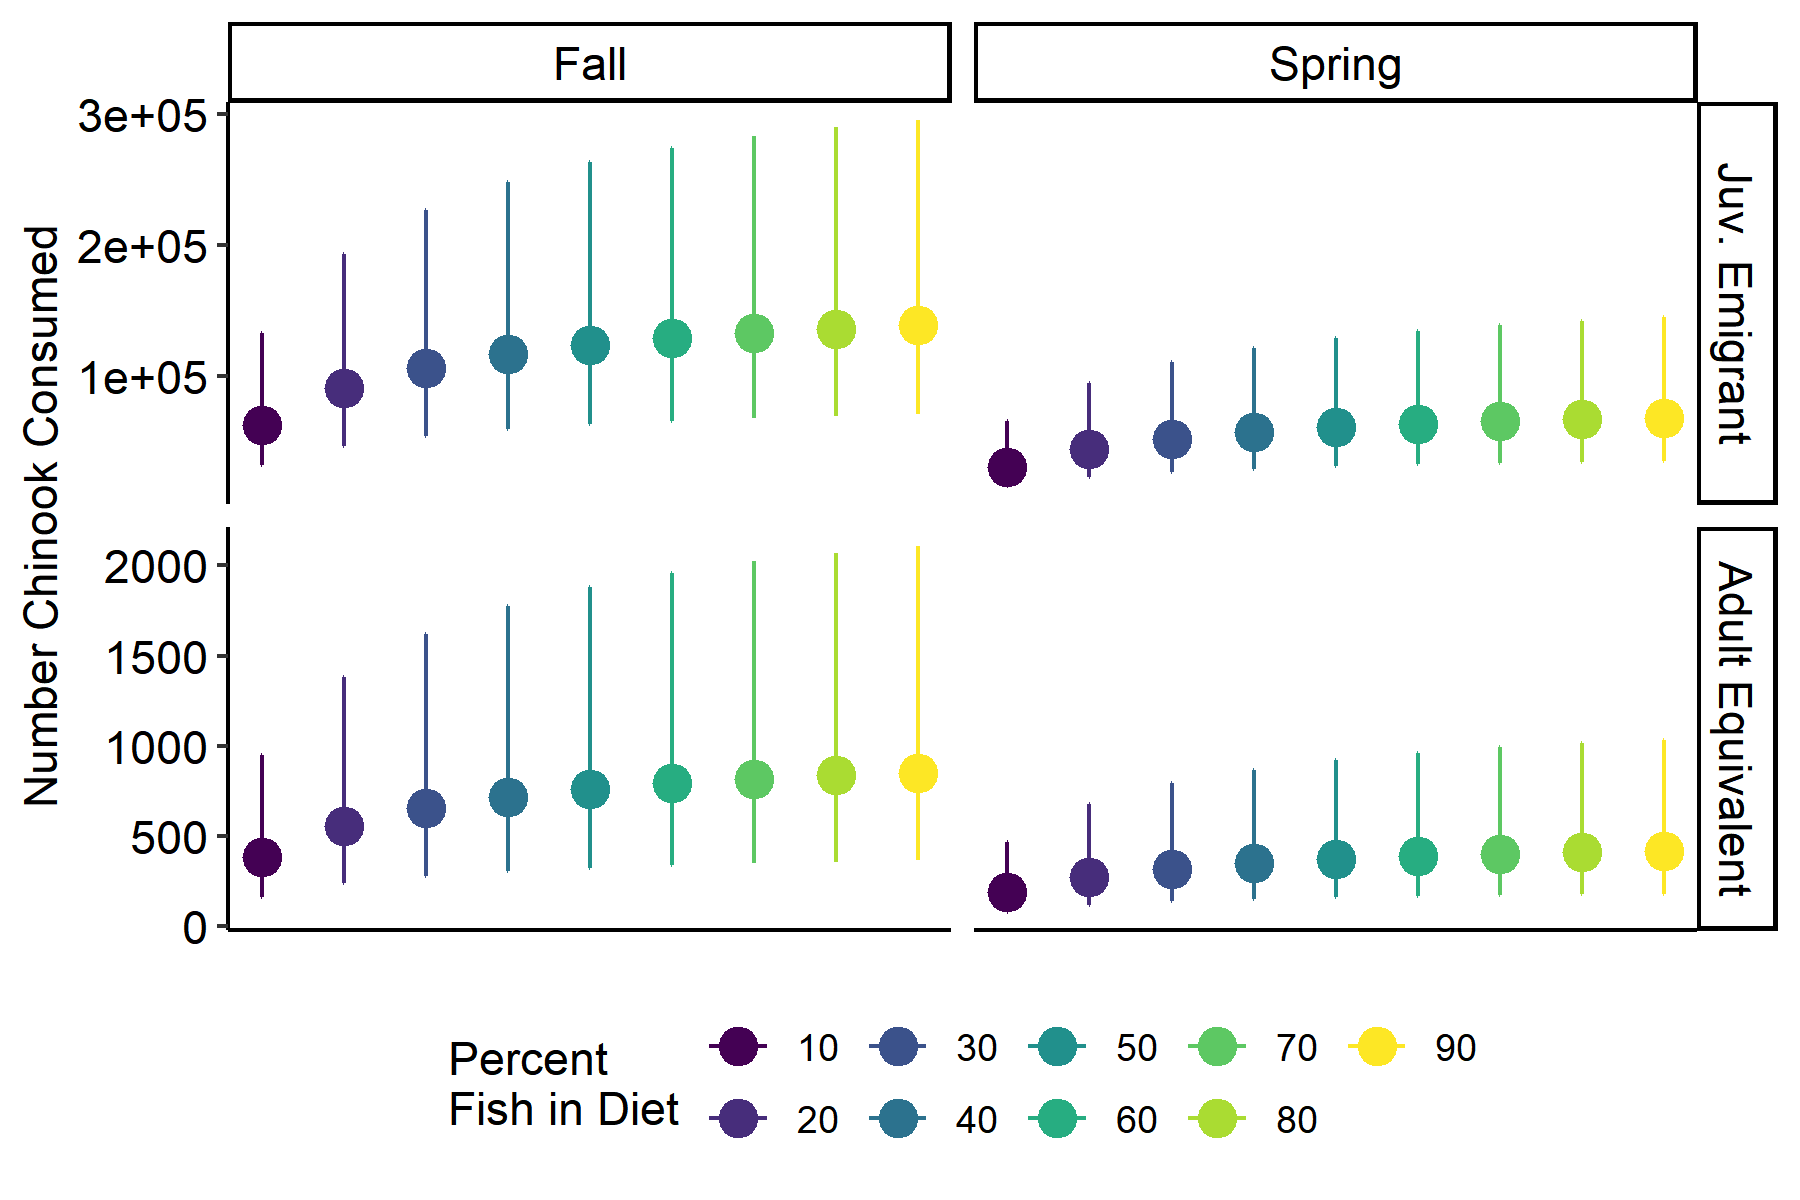 Fall
Spring
Number Chinook Consumed
3e+05
2e+05
1e+05
Juv. Emigrant
2000
1500
1000
500
0
Adult Equivalent
Percent
Fish in Diet
10 30 50 70 90
20 40 60 80